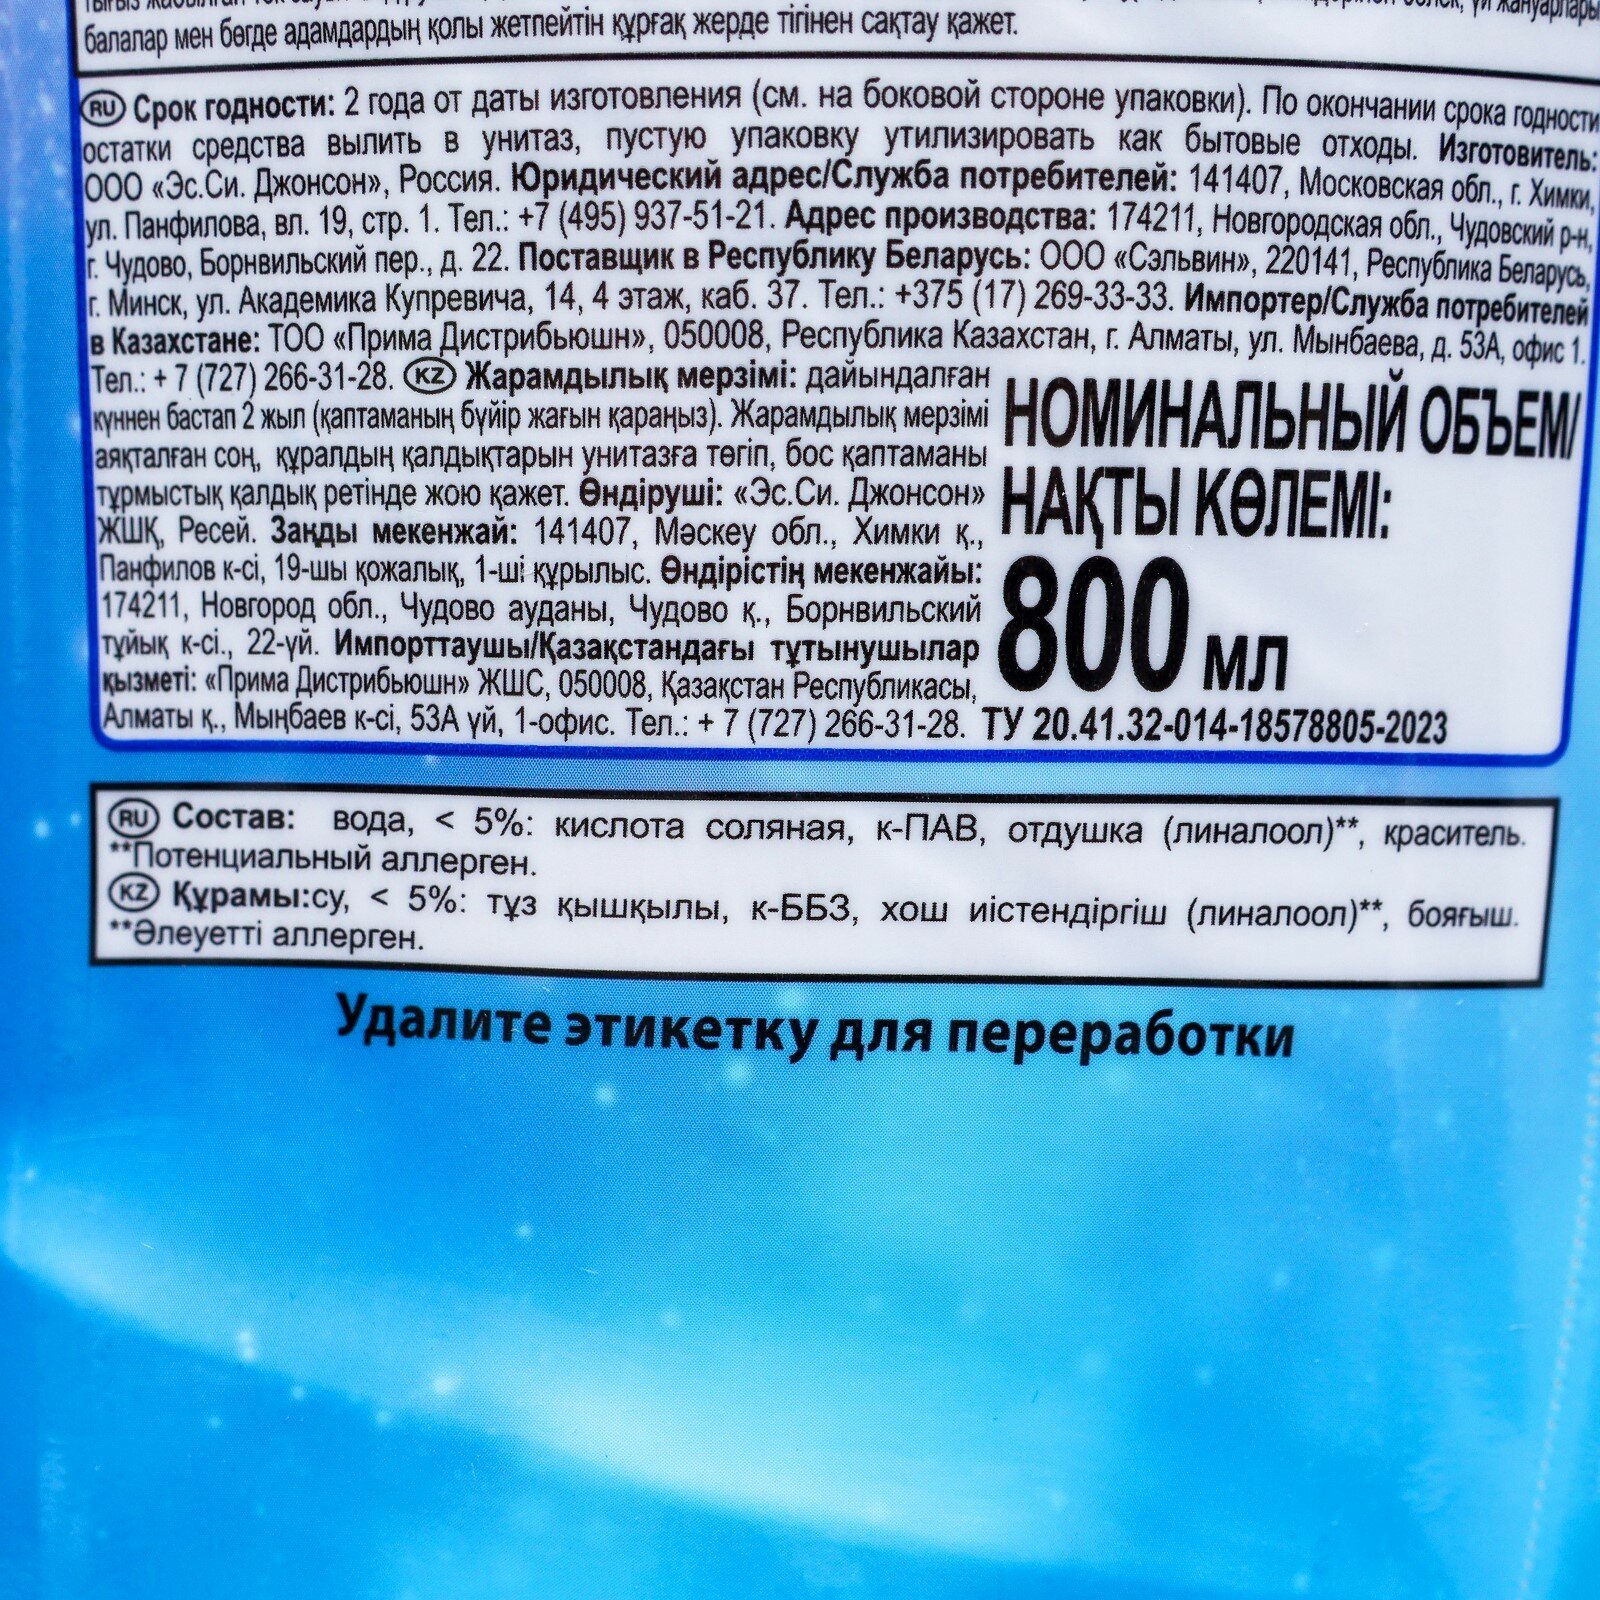 балалар мен бөгде адамдардың қолы жетпейтін құрғақ жерде тігінен сақтау қажет.
RU Срок годности: 2 года от даты изготовления (см. на боковой стороне упаковки). По окончании срока годности
остатки средства вылить в унитаз, пустую упаковку утилизировать как бытовые отходы. Изготовитель:
ООО «Эс.Си. Джонсон», Россия. Юридический адрес/Служба потребителей: 141407, Московская обл., г. Химки,
ул. Панфилова, вл. 19, стр. 1. Тел.: +7 (495) 937-51-21. Адрес производства: 174211, Новгородская обл., Чудовский р-н,
г. Чудово, Борнвильский пер., д. 22. Поставщик в Республику Беларусь: ООО «Сэльвин», 220141, Республика Беларусь,
г. Минск, ул. Академика Купревича, 14, 4 этаж, каб. 37. Тел.: +375 (17) 269-33-33. Импортер/Служба потребителей
в Казахстане: ТОО «Прима Дистрибьюшн», 050008, Республика Казахстан, г. Алматы, ул. Мынбаева, д. 53А, офис 1.
Тел.: + 7 (727) 266-31-28. KZ Жарамдылық мерзімі: дайындалған
күннен бастап 2 жыл (қаптаманың бүйір жағын қараңыз). Жарамдылық мерзімі
аяқталған соң, құралдың қалдықтарын унитазға төгіп, бос қаптаманы
тұрмыстық қалдық ретінде жою қажет. Өндіруші: «Эс.Си. Джонсон»
ЖШҚ, Ресей. Заңды мекенжай: 141407, Мәскеу обл., Химки қ.,
Панфилов к-сі, 19-шы қожалық, 1-ші құрылыс. Өндірістің мекенжайы:
174211, Новгород обл., Чудово ауданы, Чудово қ., Борнвильский
тұйық к-сі., 22-үй. Импорттаушы/Қазақстандағы тұтынушылар
қызметі: «Прима Дистрибьюшн» ЖШС, 050008, Қазақстан Республикасы,
Алматы қ., Мыңбаев к-сі, 53А үй, 1-офис. Тел.: + 7 (727) 266-31-28.
НОМИНАЛЬНЫЙ ОБЪЕМ/
НАҚТЫ КӨЛЕМІ:
800 мл
ТУ 20.41.32-014-18578805-2023
RU Состав: вода, < 5%: кислота соляная, к-ПАВ, отдушка (линалоол)**, краситель.
**Потенциальный аллерген.
KZ Құрамы:су, < 5%: тұз қышқылы, к-ББЗ, хош иістендіргіш (линалоол)**, бояғыш.
**Әлеуетті аллерген.
Удалите этикетку для переработки